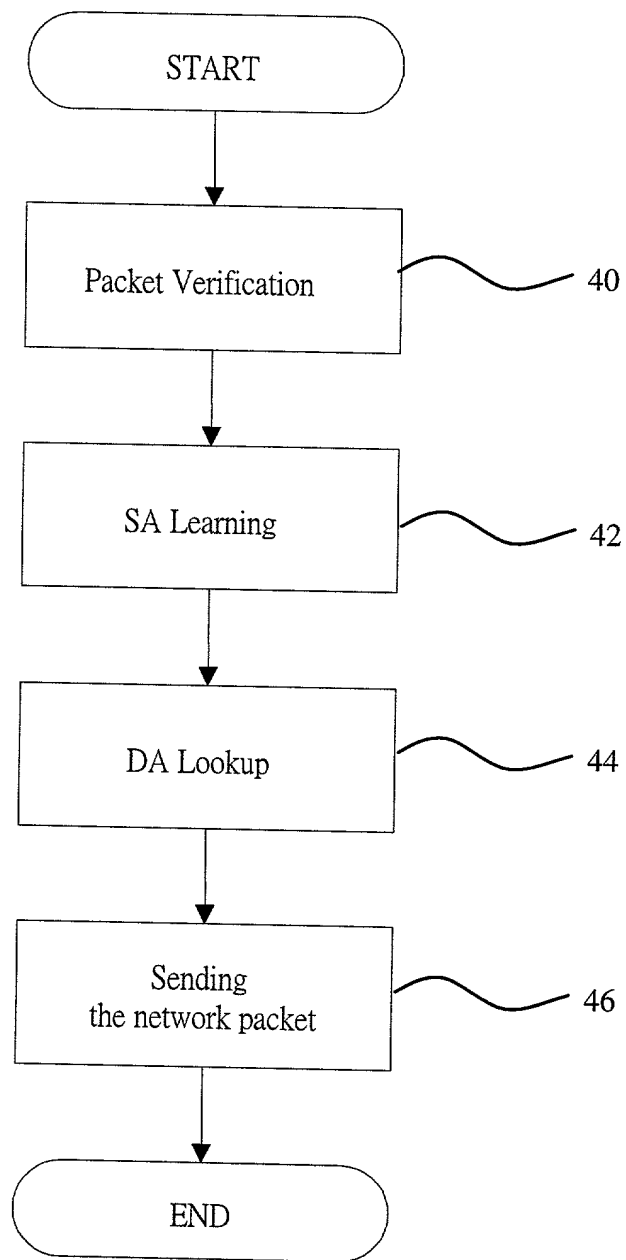 START
Packet Verification
40
SA Learning
42
DA Lookup
44
Sending
the network packet
46
END